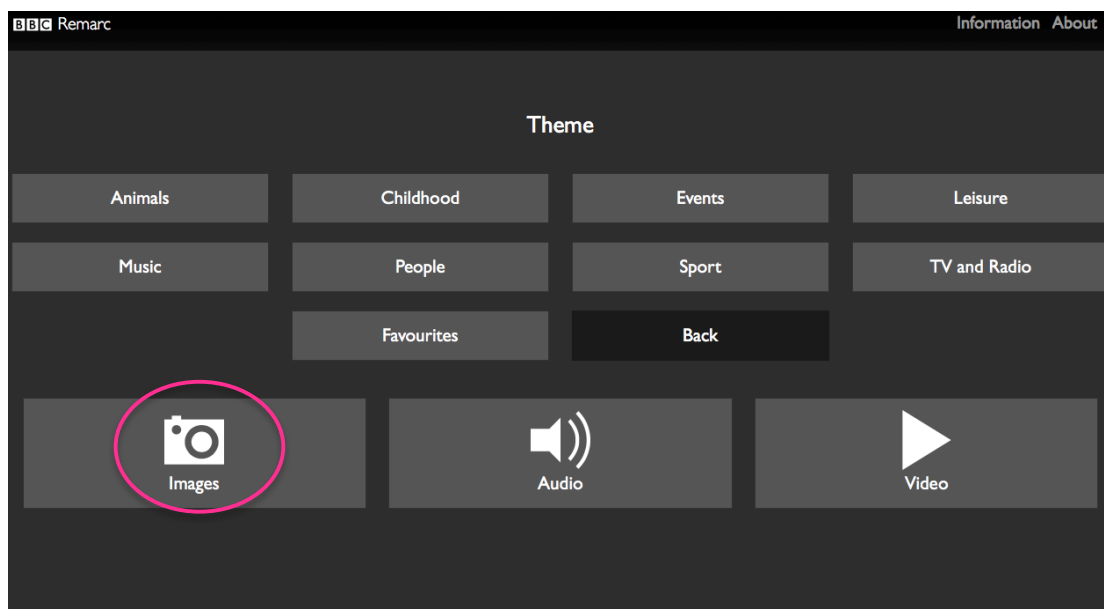 BBC Remarc Information About
Theme
Animals Childhood Events Leisure
Music People Sport TV and Radio
Favourites Back
Images Audio Video